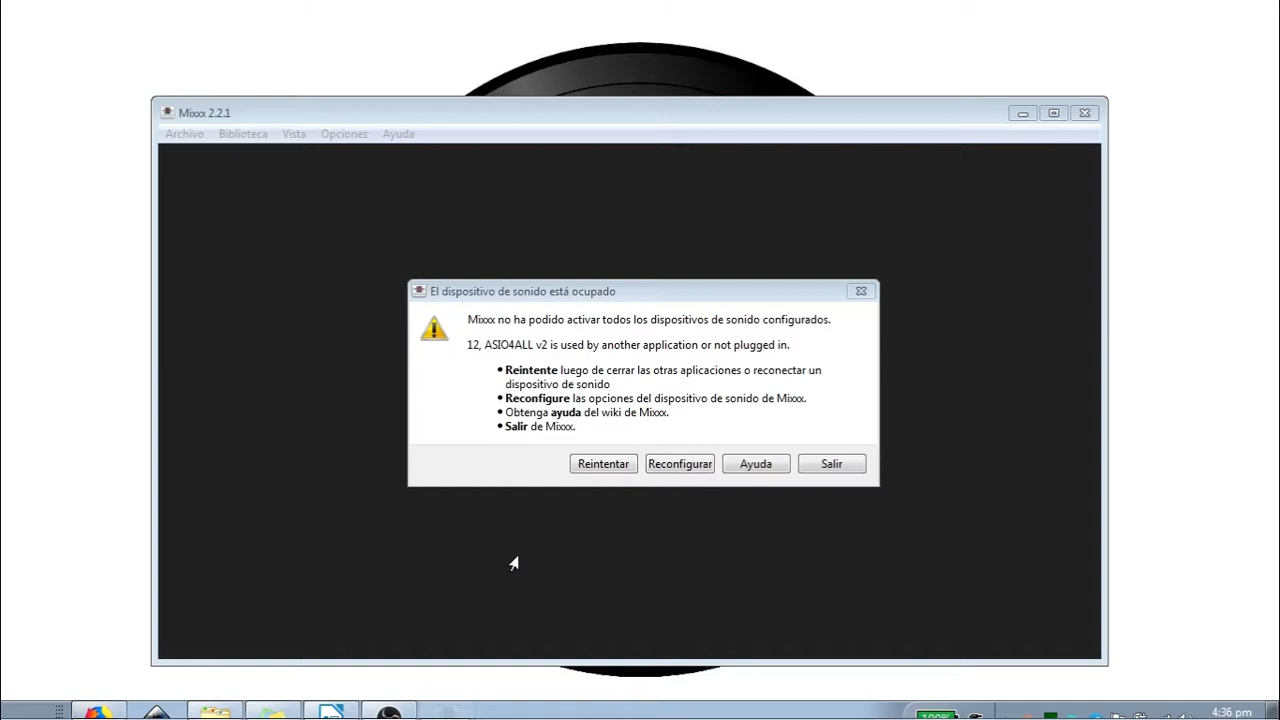 Mixxx 2.2.1
Archivo Biblioteca Vista Opciones Ayuda
El dispositivo de sonido está ocupado
Mixxx no ha podido activar todos los dispositivos de sonido configurados.
12, ASIO4ALL v2 is used by another application or not plugged in.
• Reintente luego de cerrar las otras aplicaciones o reconectar un
dispositivo de sonido
• Reconfigure las opciones del dispositivo de sonido de Mixxx.
• Obtenga ayuda del wiki de Mixxx.
• Salir de Mixxx.
Reintentar Reconfigurar Ayuda Salir
100% 4:36 pm